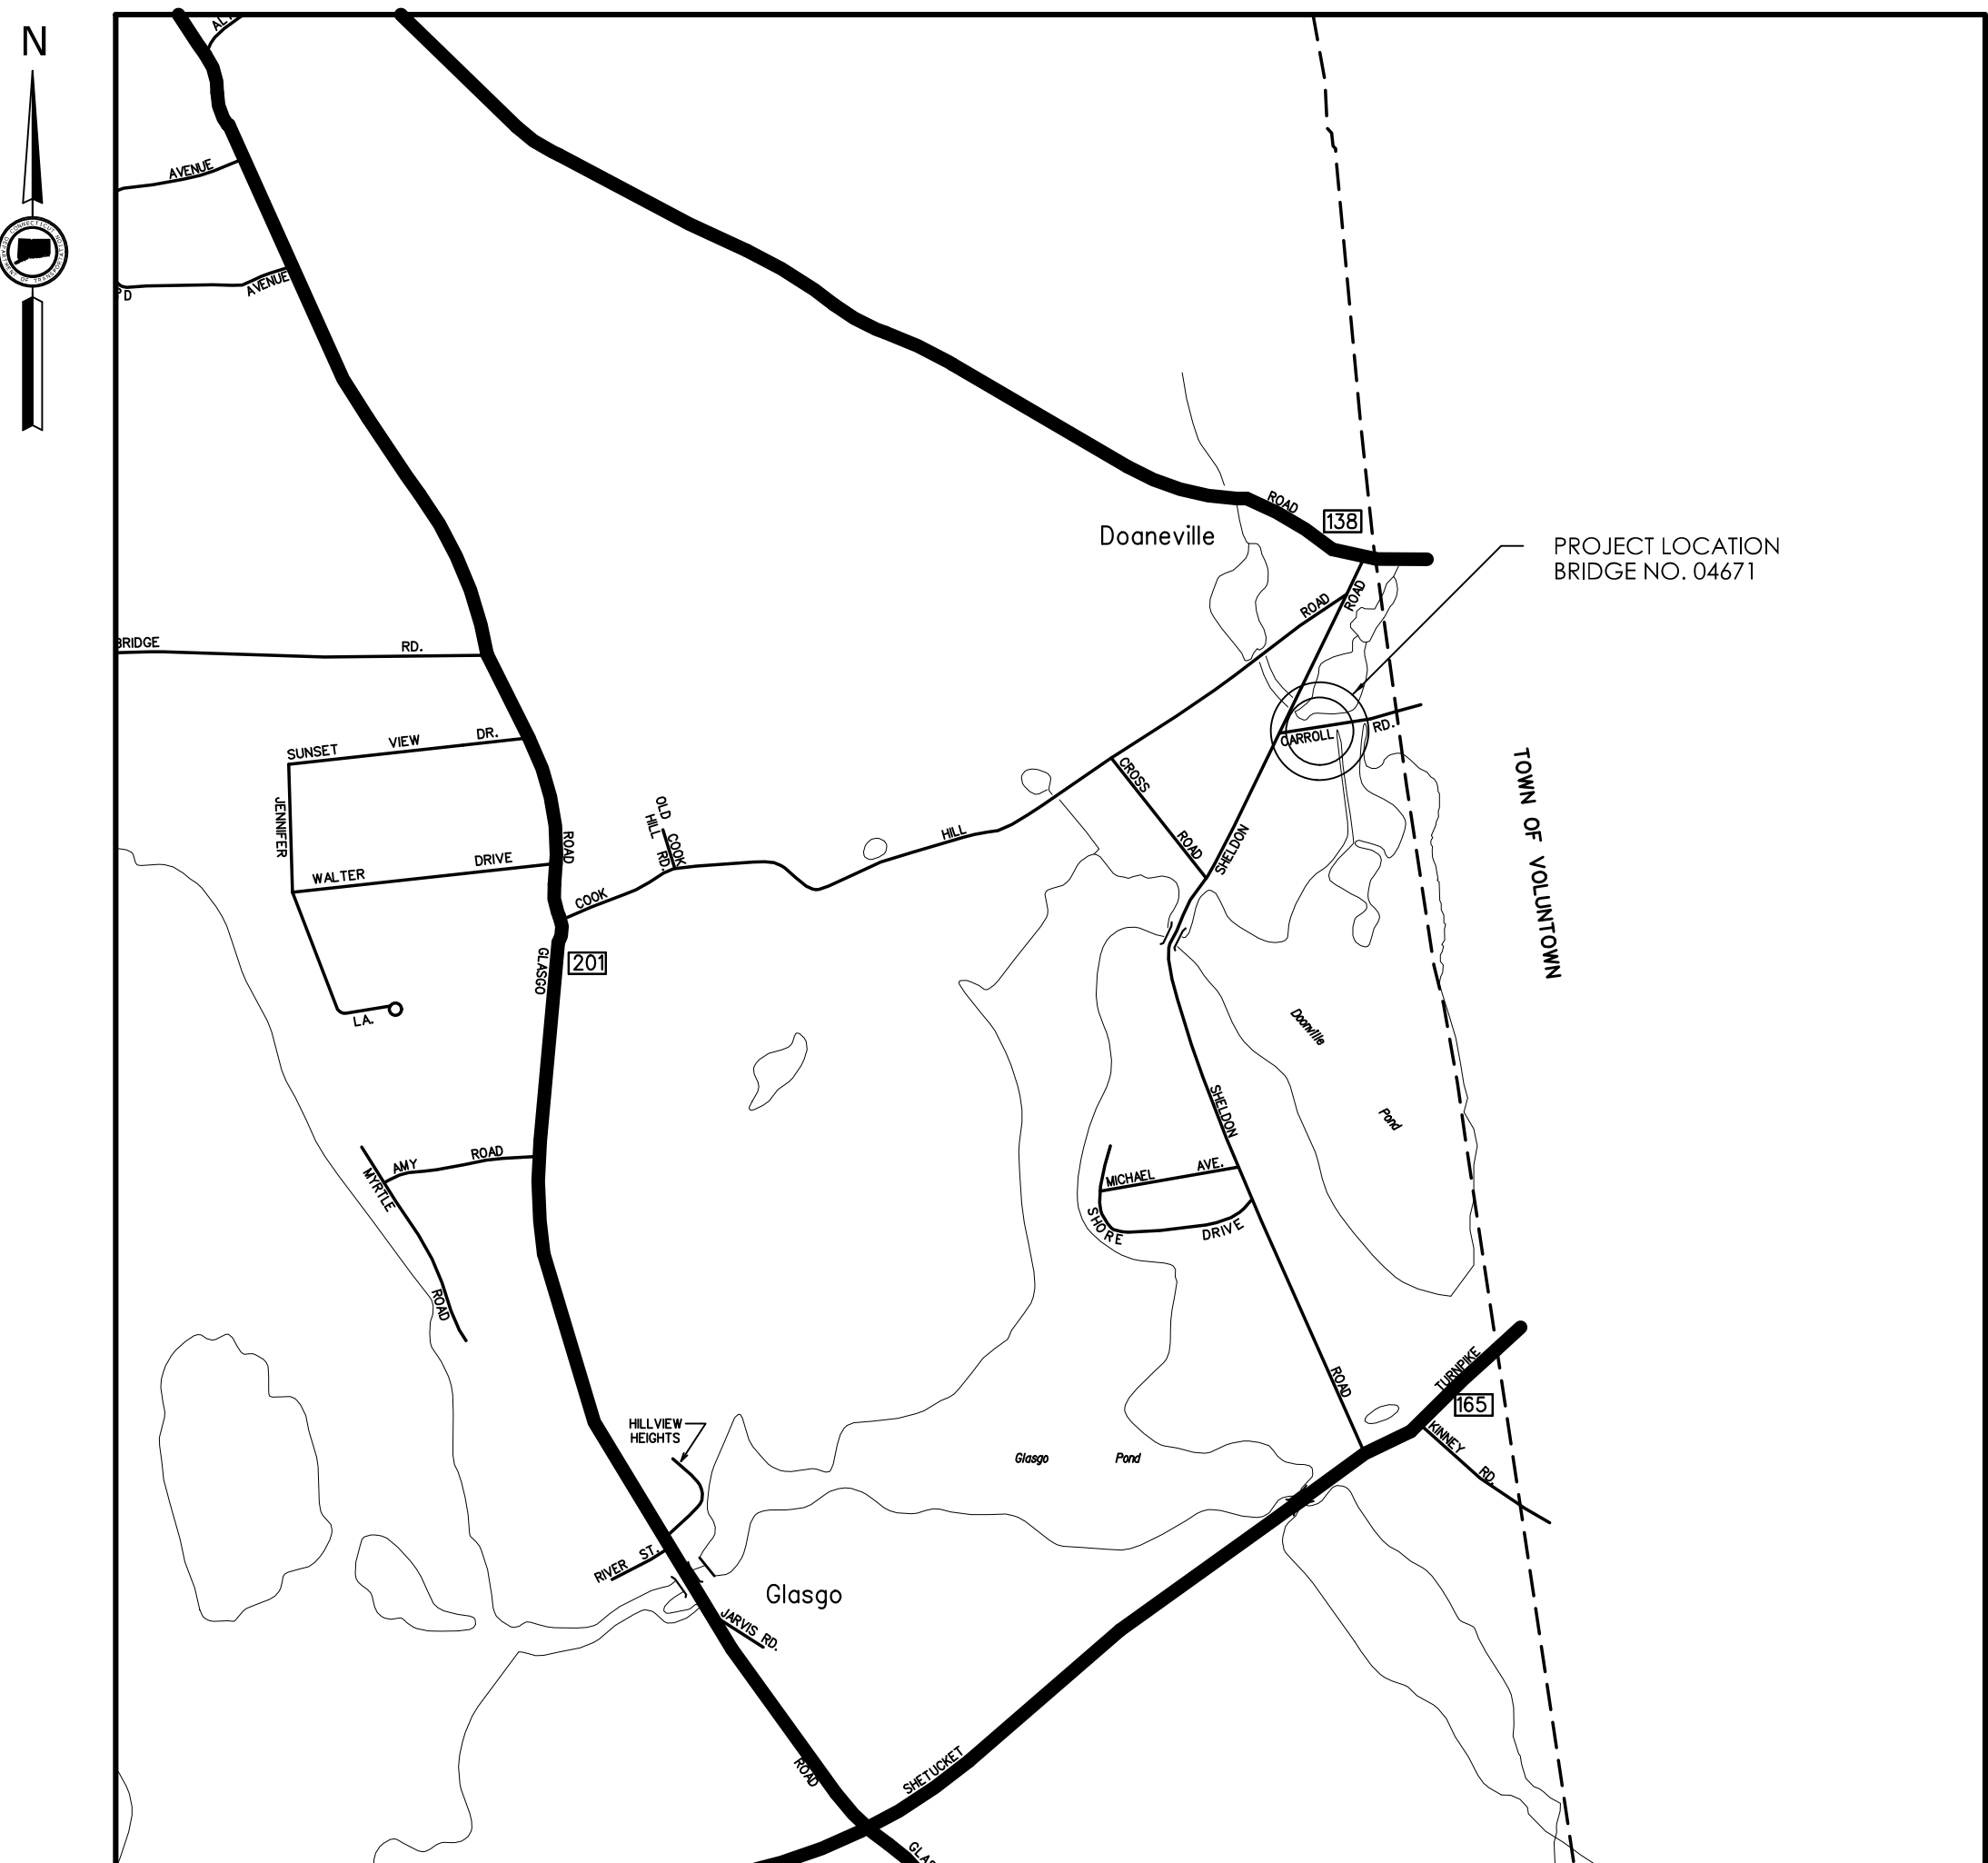 N
AVENUE
AVENUE
ROAD
138
Doaneville
PROJECT LOCATION
BRIDGE NO. 04671
ROAD
ROAD
BRIDGE RD.
SUNSET VIEW DR.
CARROLL RD.
TOWN OF VOLUNTOWN
JENNIFER
OLD COOK
HILL RD.
CROSS
ROAD
SHELDON
HILL
ROAD
WALTER DRIVE
COOK
GLASGO
201
LA.
Doanville
Pond
SHELDON
AMY ROAD
MYRTLE
ROAD
MICHAEL AVE.
SHORE
DRIVE
ROAD
TURNPIKE
165
KINNEY
RD.
HILLVIEW
HEIGHTS
Glasgo Pond
RIVER ST.
Glasgo
JARVIS RD.
ROAD
SHETUCKET